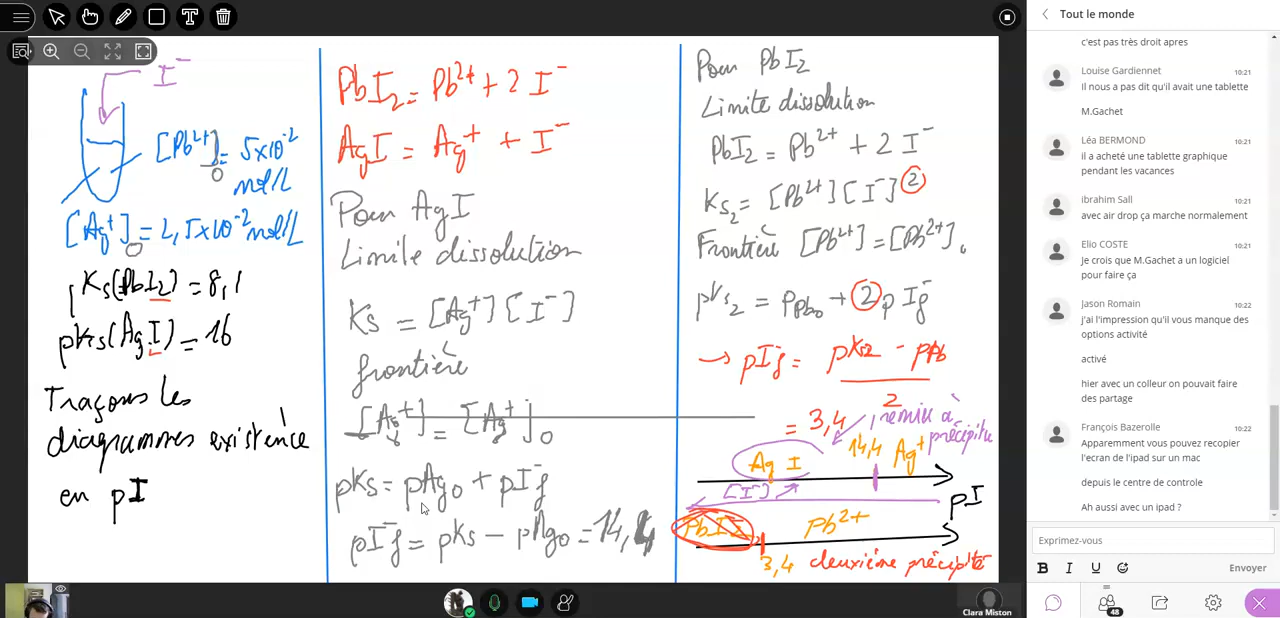 I⁻
[Pb²⁺]₀ = 5x10⁻²
mol/L
[Ag⁺]₀ = 2,5x10⁻² mol/L
pKs(PbI₂) = 8,1
pKs(AgI) = 16
Traçons les
diagrammes existence
en pI
PbI₂ = Pb²⁺ + 2 I⁻
AgI = Ag⁺ + I⁻
Pour AgI
Limite dissolution
Ks = [Ag⁺][I⁻]
frontière
[Ag⁺] = [Ag⁺]₀
pKs = pAg₀ + pI⁻f
pI⁻f = pKs - pAg₀ = 14,4
Pour PbI₂
Limite dissolution
PbI₂ = Pb²⁺ + 2 I⁻
Ks₂ = [Pb²⁺][I⁻]²
Frontière [Pb²⁺] = [Pb²⁺]₀
pKs₂ = pPb₀ + 2 pI⁻f
→ pIf = pKs₂ - pPb
2
= 3,4
précipite
14,4
AgI
Ag⁺
[I⁻]
pI
PbI₂
Pb²⁺
3,4 deuxième précipité
Clara Miston
Tout le monde
c'est pas très droit apres
Louise Gardiennet 10:21
Il nous a pas dit qu'il avait une tablette
M.Gachet
Léa BERMOND 10:21
il a acheté une tablette graphique
pendant les vacances
ibrahim Sall 10:21
avec air drop ça marche normalement
Elio COSTE 10:21
Je crois que M.Gachet a un logiciel
pour faire ça
Jason Romain 10:22
j'ai l'impression qu'il vous manque des
options activité
activé
hier avec un colleur on pouvait faire
des partage
François Bazerolle 10:22
Apparemment vous pouvez recopier
l'ecran de l'ipad sur un mac
depuis le centre de controle
Ah aussi avec un ipad ?
Exprimez-vous
B I U Envoyer
48